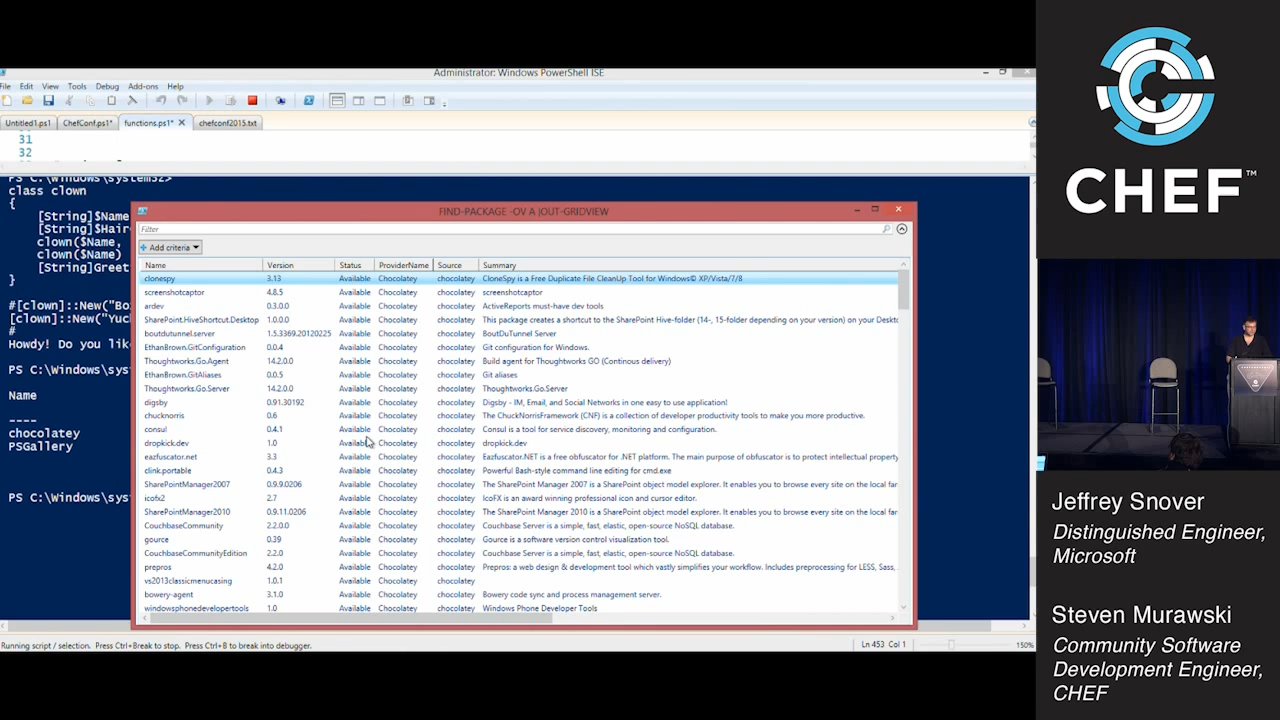 Administrator: Windows PowerShell ISE
File Edit View Tools Debug Add-ons Help
Untitled1.ps1 ChefConf.ps1* functions.ps1* chefconf2015.txt
31
32
PS C:\windows\system32>
class clown
{
[String]$Name
[String]$Hair
clown($Name,
clown($Name)
[String]Greet
}
#[clown]::New("Bo
[clown]::New("Yuc
#
Howdy! Do you lik
PS C:\Windows\sys
Name
----
chocolatey
PSGallery
PS C:\Windows\sys
FIND-PACKAGE -OV A |OUT-GRIDVIEW
Filter
Add criteria
Name Version Status ProviderName Source Summary
clonespy 3.13 Available Chocolatey chocolatey CloneSpy is a Free Duplicate File CleanUp Tool for Windows© XP/Vista/7/8
screenshotcaptor 4.8.5 Available Chocolatey chocolatey screenshotcaptor
ardev 0.3.0.0 Available Chocolatey chocolatey ActiveReports must-have dev tools
SharePoint.HiveShortcut.Desktop 1.0.0.0 Available Chocolatey chocolatey This package creates a shortcut to the SharePoint Hive-folder (14-, 15-folder depending on your version) on your Deskto
boutdutunnel.server 1.5.3369.20120225 Available Chocolatey chocolatey BoutDuTunnel Server
EthanBrown.GitConfiguration 0.0.4 Available Chocolatey chocolatey Git configuration for Windows.
Thoughtworks.Go.Agent 14.2.0.0 Available Chocolatey chocolatey Build agent for Thoughtworks GO (Continous delivery)
EthanBrown.GitAliases 0.0.5 Available Chocolatey chocolatey Git aliases
Thoughtworks.Go.Server 14.2.0.0 Available Chocolatey chocolatey Thoughtworks.Go.Server
digsby 0.91.30192 Available Chocolatey chocolatey Digsby - IM, Email, and Social Networks in one easy to use application!
chucknorris 0.6 Available Chocolatey chocolatey The ChuckNorrisFramework (CNF) is a collection of developer productivity tools to make you more productive.
consul 0.4.1 Available Chocolatey chocolatey Consul is a tool for service discovery, monitoring and configuration.
dropkick.dev 1.0 Available Chocolatey chocolatey dropkick.dev
eazfuscator.net 3.3 Available Chocolatey chocolatey Eazfuscator.NET is a free obfuscator for .NET platform. The main purpose of obfuscator is to protect intellectual property
clink.portable 0.4.3 Available Chocolatey chocolatey Powerful Bash-style command line editing for cmd.exe
SharePointManager2007 0.9.9.0206 Available Chocolatey chocolatey The SharePoint Manager 2007 is a SharePoint object model explorer. It enables you to browse every site on the local far
icofx2 2.7 Available Chocolatey chocolatey IcoFX is an award winning professional icon and cursor editor.
SharePointManager2010 0.9.11.0206 Available Chocolatey chocolatey The SharePoint Manager 2010 is a SharePoint object model explorer. It enables you to browse every site on the local far
CouchbaseCommunity 2.2.0.0 Available Chocolatey chocolatey Couchbase Server is a simple, fast, elastic, open-source NoSQL database.
gource 0.39 Available Chocolatey chocolatey Gource is a software version control visualization tool.
CouchbaseCommunityEdition 2.2.0 Available Chocolatey chocolatey Couchbase Server is a simple, fast, elastic, open-source NoSQL database.
prepros 4.2.0 Available Chocolatey chocolatey Prepros: a web design & development tool which vastly simplifies your workflow. Includes preprocessing for LESS, Sass,
vs2013classicmenucasing 1.0.1 Available Chocolatey chocolatey
bowery-agent 3.1.0 Available Chocolatey chocolatey Bowery code sync and process management server.
windowsphonedevelopertools 1.0 Available Chocolatey chocolatey Windows Phone Developer Tools
Running script / selection. Press Ctrl+Break to stop. Press Ctrl+B to break into debugger.
Ln 453 Col 1
150%
CHEF™
Jeffrey Snover
Distinguished Engineer,
Microsoft
Steven Murawski
Community Software
Development Engineer,
CHEF